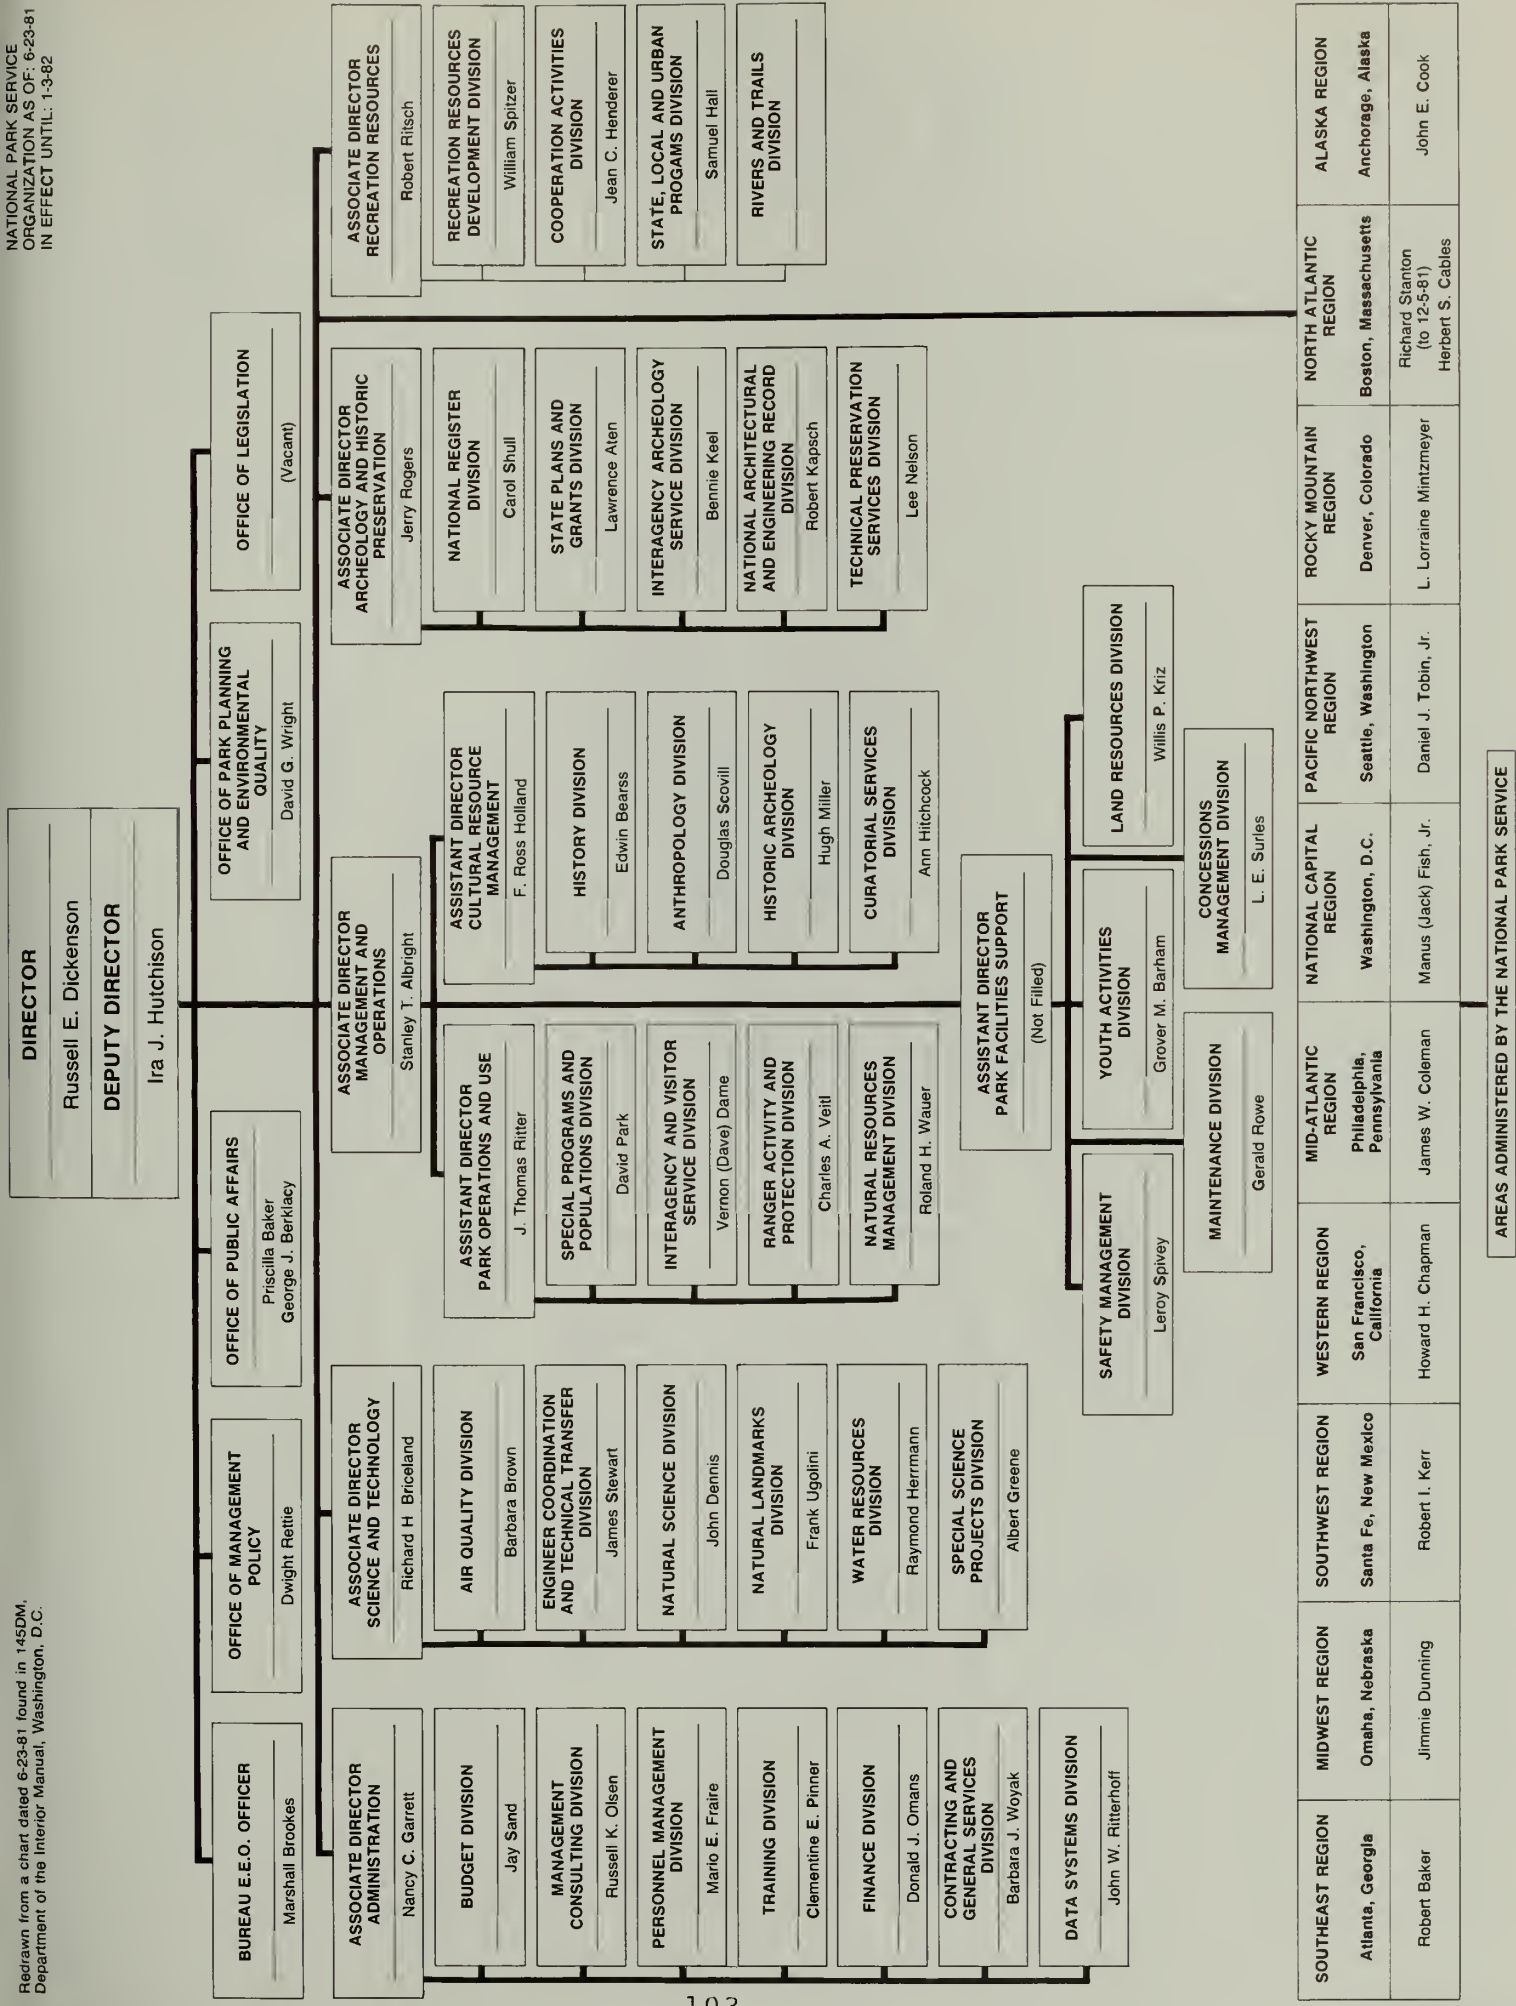 Redrawn from a chart dated 6-23-81 found in 145DM,
Department of the Interior Manual, Washington, D.C.
NATIONAL PARK SERVICE
ORGANIZATION AS OF: 6-23-81
IN EFFECT UNTIL: 1-3-82
DIRECTOR
Russell E. Dickenson
DEPUTY DIRECTOR
Ira J. Hutchison
BUREAU E.E.O. OFFICER
Marshall Brookes
OFFICE OF MANAGEMENT
POLICY
Dwight Rettie
OFFICE OF PUBLIC AFFAIRS
Priscilla Baker
George J. Berklacy
OFFICE OF PARK PLANNING
AND ENVIRONMENTAL
QUALITY
David G. Wright
OFFICE OF LEGISLATION
(Vacant)
ASSOCIATE DIRECTOR
ADMINISTRATION
Nancy C. Garrett
BUDGET DIVISION
Jay Sand
MANAGEMENT
CONSULTING DIVISION
Russell K. Olsen
PERSONNEL MANAGEMENT
DIVISION
Mario E. Fraire
TRAINING DIVISION
Clementine E. Pinner
FINANCE DIVISION
Donald J. Omans
CONTRACTING AND
GENERAL SERVICES
DIVISION
Barbara J. Woyak
DATA SYSTEMS DIVISION
John W. Ritterhoff
ASSOCIATE DIRECTOR
SCIENCE AND TECHNOLOGY
Richard H Briceland
AIR QUALITY DIVISION
Barbara Brown
ENGINEER COORDINATION
AND TECHNICAL TRANSFER
DIVISION
James Stewart
NATURAL SCIENCE DIVISION
John Dennis
NATURAL LANDMARKS
DIVISION
Frank Ugolini
WATER RESOURCES
DIVISION
Raymond Herrmann
SPECIAL SCIENCE
PROJECTS DIVISION
Albert Greene
ASSOCIATE DIRECTOR
MANAGEMENT AND
OPERATIONS
Stanley T. Albright
ASSISTANT DIRECTOR
PARK OPERATIONS AND USE
J. Thomas Ritter
SPECIAL PROGRAMS AND
POPULATIONS DIVISION
David Park
INTERAGENCY AND VISITOR
SERVICE DIVISION
Vernon (Dave) Dame
RANGER ACTIVITY AND
PROTECTION DIVISION
Charles A. Veitl
NATURAL RESOURCES
MANAGEMENT DIVISION
Roland H. Wauer
ASSISTANT DIRECTOR
CULTURAL RESOURCE
MANAGEMENT
F. Ross Holland
HISTORY DIVISION
Edwin Bearss
ANTHROPOLOGY DIVISION
Douglas Scovill
HISTORIC ARCHEOLOGY
DIVISION
Hugh Miller
CURATORIAL SERVICES
DIVISION
Ann Hitchcock
ASSISTANT DIRECTOR
PARK FACILITIES SUPPORT
(Not Filled)
SAFETY MANAGEMENT
DIVISION
Leroy Spivey
YOUTH ACTIVITIES
DIVISION
Grover M. Barham
LAND RESOURCES DIVISION
Willis P. Kriz
MAINTENANCE DIVISION
Gerald Rowe
CONCESSIONS
MANAGEMENT DIVISION
L. E. Surles
ASSOCIATE DIRECTOR
ARCHEOLOGY AND HISTORIC
PRESERVATION
Jerry Rogers
NATIONAL REGISTER
DIVISION
Carol Shull
STATE PLANS AND
GRANTS DIVISION
Lawrence Aten
INTERAGENCY ARCHEOLOGY
SERVICE DIVISION
Bennie Keel
NATIONAL ARCHITECTURAL
AND ENGINEERING RECORD
DIVISION
Robert Kapsch
TECHNICAL PRESERVATION
SERVICES DIVISION
Lee Nelson
ASSOCIATE DIRECTOR
RECREATION RESOURCES
Robert Ritsch
RECREATION RESOURCES
DEVELOPMENT DIVISION
William Spitzer
COOPERATION ACTIVITIES
DIVISION
Jean C. Henderer
STATE, LOCAL AND URBAN
PROGAMS DIVISION
Samuel Hall
RIVERS AND TRAILS
DIVISION
SOUTHEAST REGION
Atlanta, Georgia
Robert Baker
MIDWEST REGION
Omaha, Nebraska
Jimmie Dunning
SOUTHWEST REGION
Santa Fe, New Mexico
Robert I. Kerr
WESTERN REGION
San Francisco,
California
Howard H. Chapman
MID-ATLANTIC
REGION
Philadelphia,
Pennsylvania
James W. Coleman
NATIONAL CAPITAL
REGION
Washington, D.C.
Manus (Jack) Fish, Jr.
PACIFIC NORTHWEST
REGION
Seattle, Washington
Daniel J. Tobin, Jr.
ROCKY MOUNTAIN
REGION
Denver, Colorado
L. Lorraine Mintzmeyer
NORTH ATLANTIC
REGION
Boston, Massachusetts
Richard Stanton
(to 12-5-81)
Herbert S. Cables
ALASKA REGION
Anchorage, Alaska
John E. Cook
AREAS ADMINISTERED BY THE NATIONAL PARK SERVICE